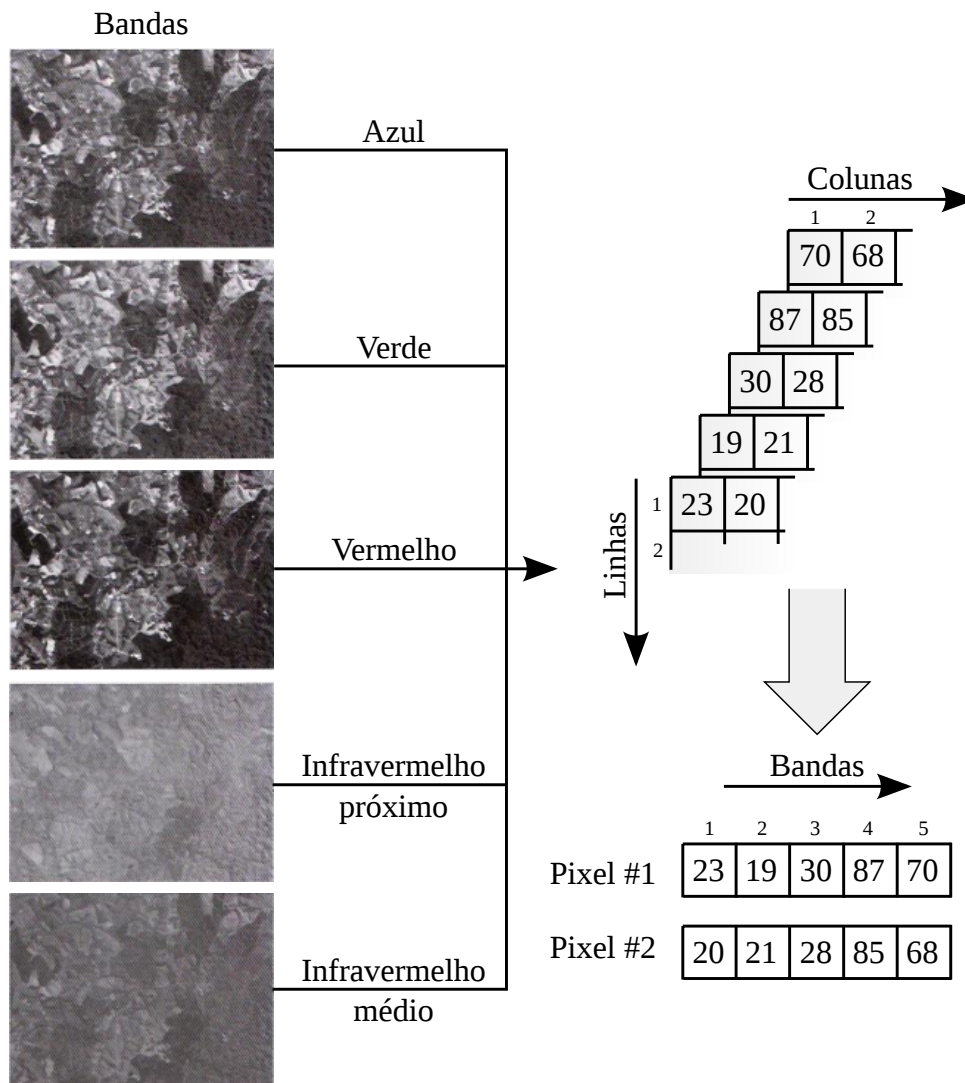 Bandas
Azul
Verde
Vermelho
Infravermelho
próximo
Infravermelho
médio
Colunas
1 2
70 68
87 85
30 28
19 21
Linhas
1 23 20
2
Bandas
1 2 3 4 5
Pixel #1 23 19 30 87 70
Pixel #2 20 21 28 85 68